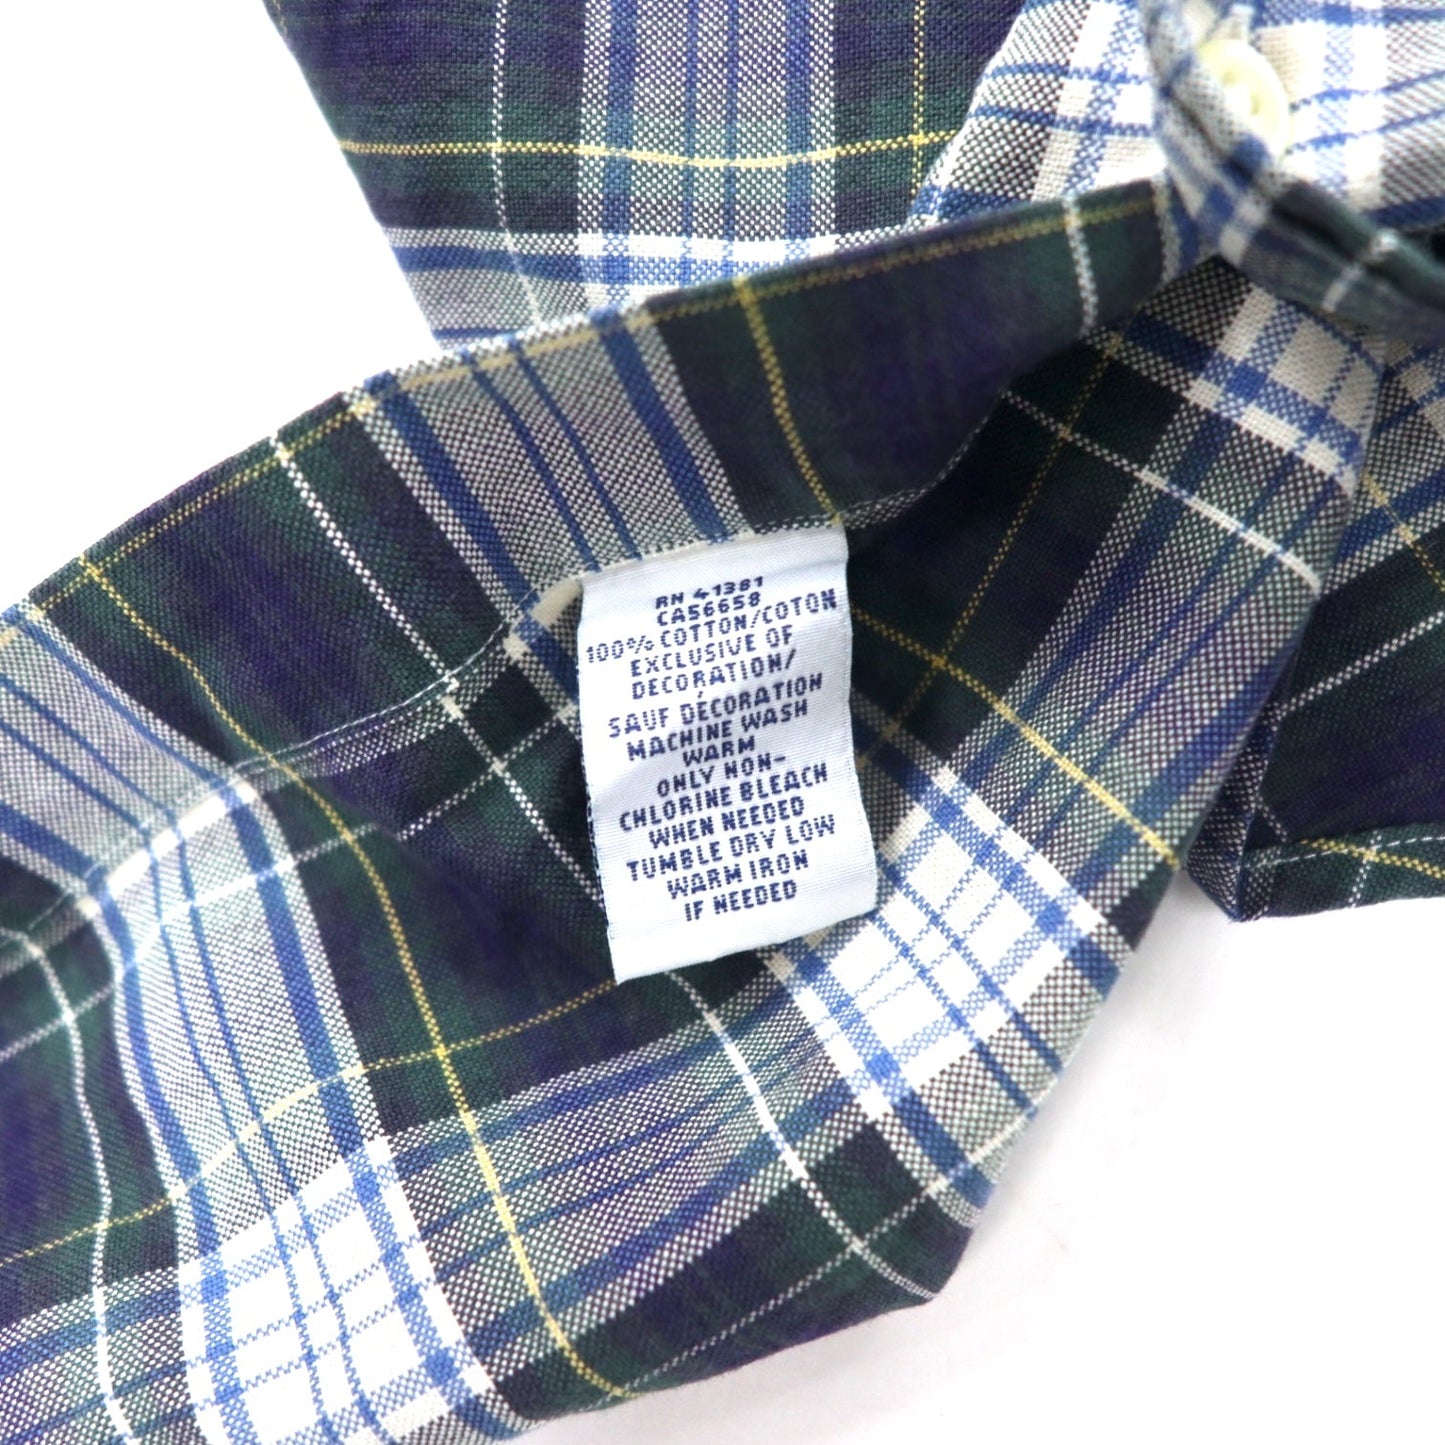 RN 41381
CA56658
100% COTTON/COTON
EXCLUSIVE OF
DECORATION/
SAUF DÉCORATION
MACHINE WASH
WARM
ONLY NON-
CHLORINE BLEACH
WHEN NEEDED
TUMBLE DRY LOW
WARM IRON
IF NEEDED